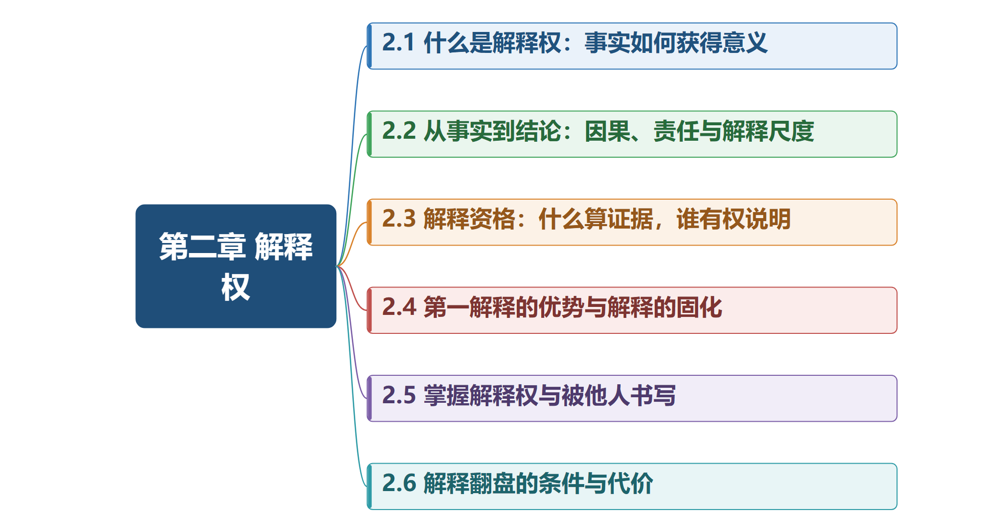 第二章 解释
权
2.1 什么是解释权：事实如何获得意义
2.2 从事实到结论：因果、责任与解释尺度
2.3 解释资格：什么算证据，谁有权说明
2.4 第一解释的优势与解释的固化
2.5 掌握解释权与被他人书写
2.6 解释翻盘的条件与代价